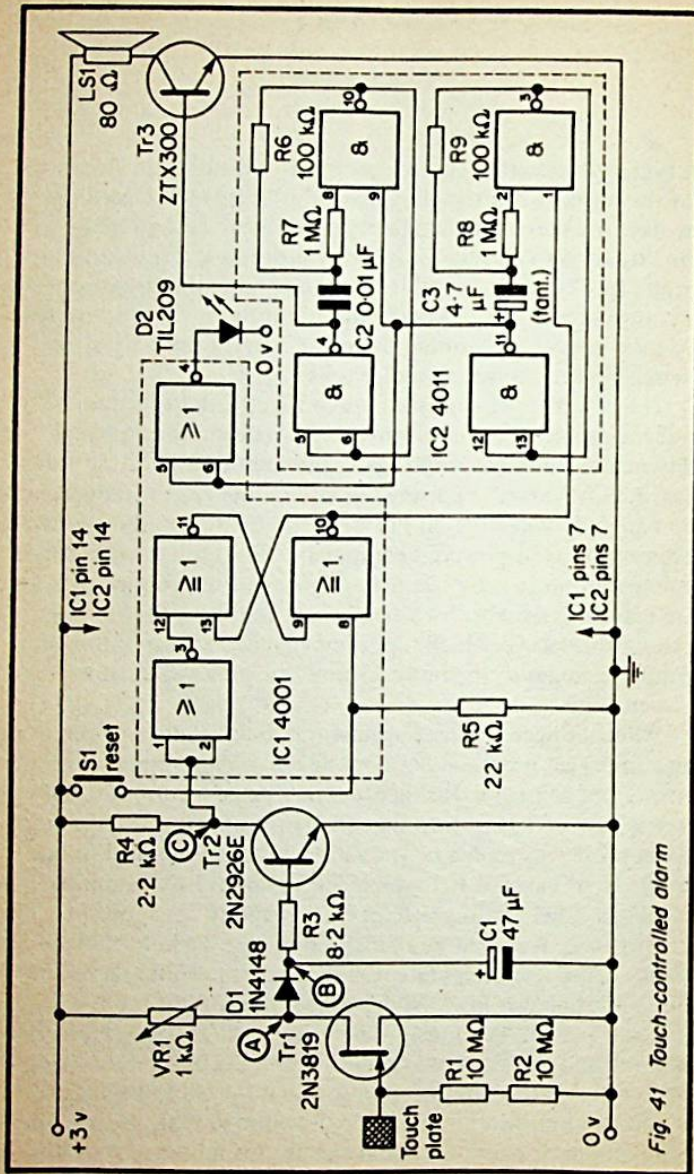 +3 v
VR1
1 kΩ
A
Tr1
2N3819
Touch
plate
R1
10 MΩ
R2
10 MΩ
0 v
D1
1N4148
B
R3
8·2 kΩ
+
C1
47 µF
R4
2·2 kΩ
C
Tr2
2N2926E
S1
reset
1
2
≥ 1
3
12
13
≧ 1
11
9
8
≧ 1
10
5
6
≥ 1
4
IC1 4001
R5
22 kΩ
IC1 pin 14
IC2 pin 14
D2
TIL209
0 v
5
6
&
4
C2 0·01 µF
R7
1 MΩ
R6
100 kΩ
8
9
&
10
12
13
&
11
IC2 4011
C3
4·7
µF
+
(tant.)
R8
1 MΩ
R9
100 kΩ
2
1
&
3
Tr3
ZTX300
LS1
80 Ω
IC1 pins 7
IC2 pins 7
Fig. 41 Touch-controlled alarm